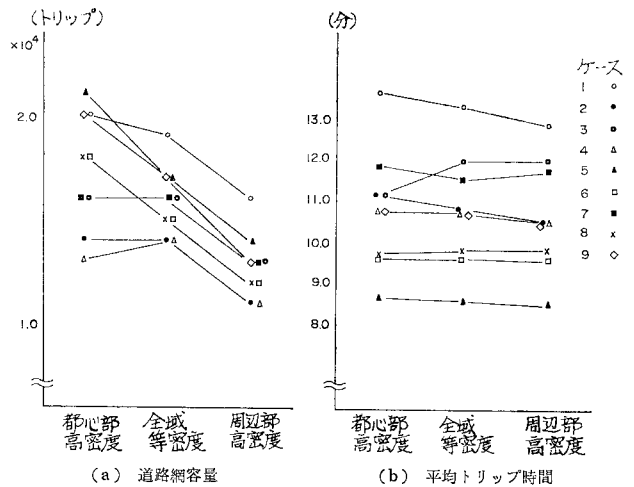 (トリップ)
×10⁴
2.0
1.0
都心部
高密度
全域
等密度
周辺部
高密度
(a) 道路網容量
(分)
13.0
12.0
11.0
10.0
9.0
8.0
都心部
高密度
全域
等密度
周辺部
高密度
(b) 平均トリップ時間
ケース
1
2
3
4
5
6
7
8
9